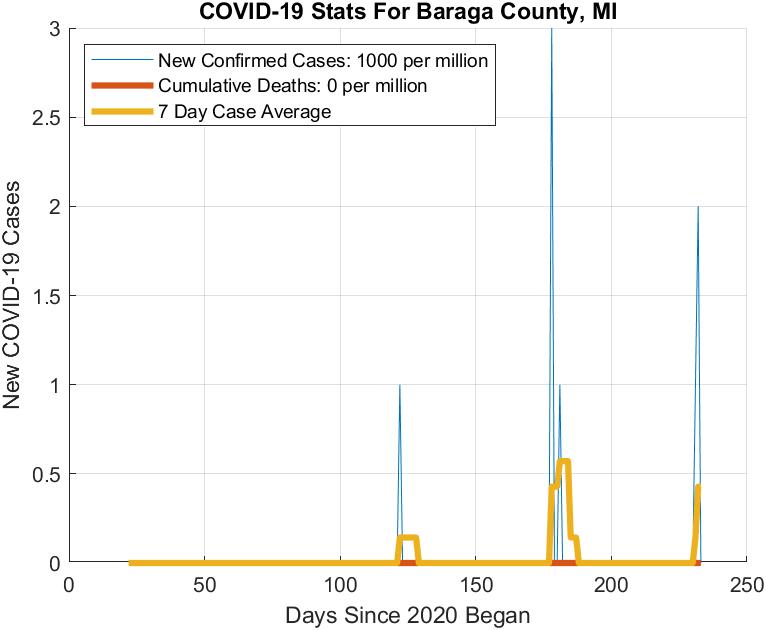 COVID-19 Stats For Baraga County, MI
New Confirmed Cases: 1000 per million
Cumulative Deaths: 0 per million
7 Day Case Average
New COVID-19 Cases
3
2.5
2
1.5
1
0.5
0
0 50 100 150 200 250
Days Since 2020 Began